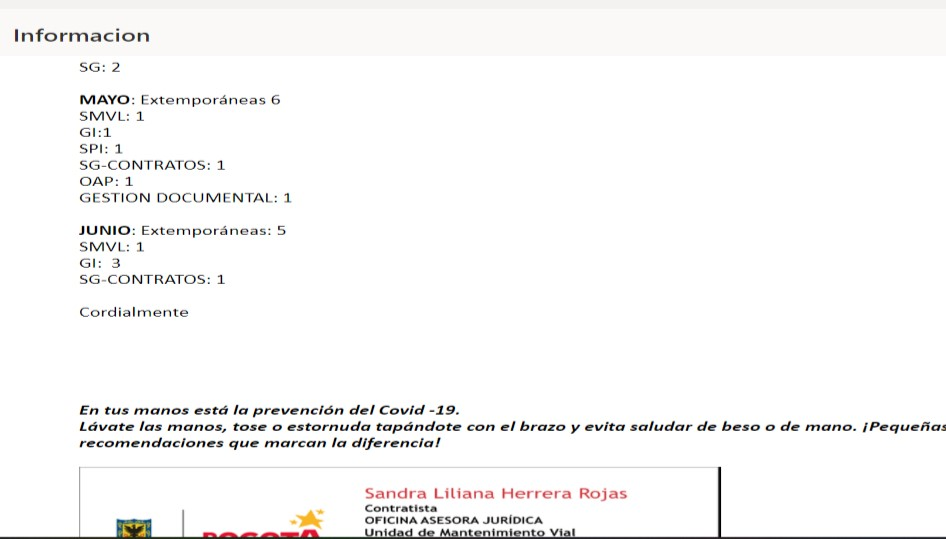 Informacion
SG: 2
MAYO: Extemporáneas 6
SMVL: 1
GI:1
SPI: 1
SG-CONTRATOS: 1
OAP: 1
GESTION DOCUMENTAL: 1
JUNIO: Extemporáneas: 5
SMVL: 1
GI: 3
SG-CONTRATOS: 1
Cordialmente
En tus manos está la prevención del Covid -19.
Lávate las manos, tose o estornuda tapándote con el brazo y evita saludar de beso o de mano. ¡Pequeñas
recomendaciones que marcan la diferencia!
Sandra Liliana Herrera Rojas
Contratista
OFICINA ASESORA JURÍDICA
Unidad de Mantenimiento Vial
BOGOTÁ